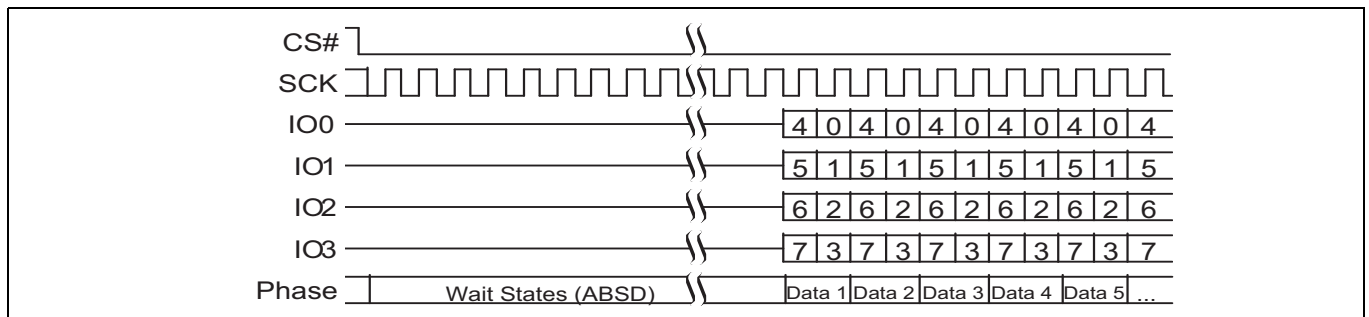 CS#
SCK
IO0 4 0 4 0 4 0 4 0 4 0 4
IO1 5 1 5 1 5 1 5 1 5 1 5
IO2 6 2 6 2 6 2 6 2 6 2 6
IO3 7 3 7 3 7 3 7 3 7 3 7
Phase Wait States (ABSD) Data 1 Data 2 Data 3 Data 4 Data 5 ...